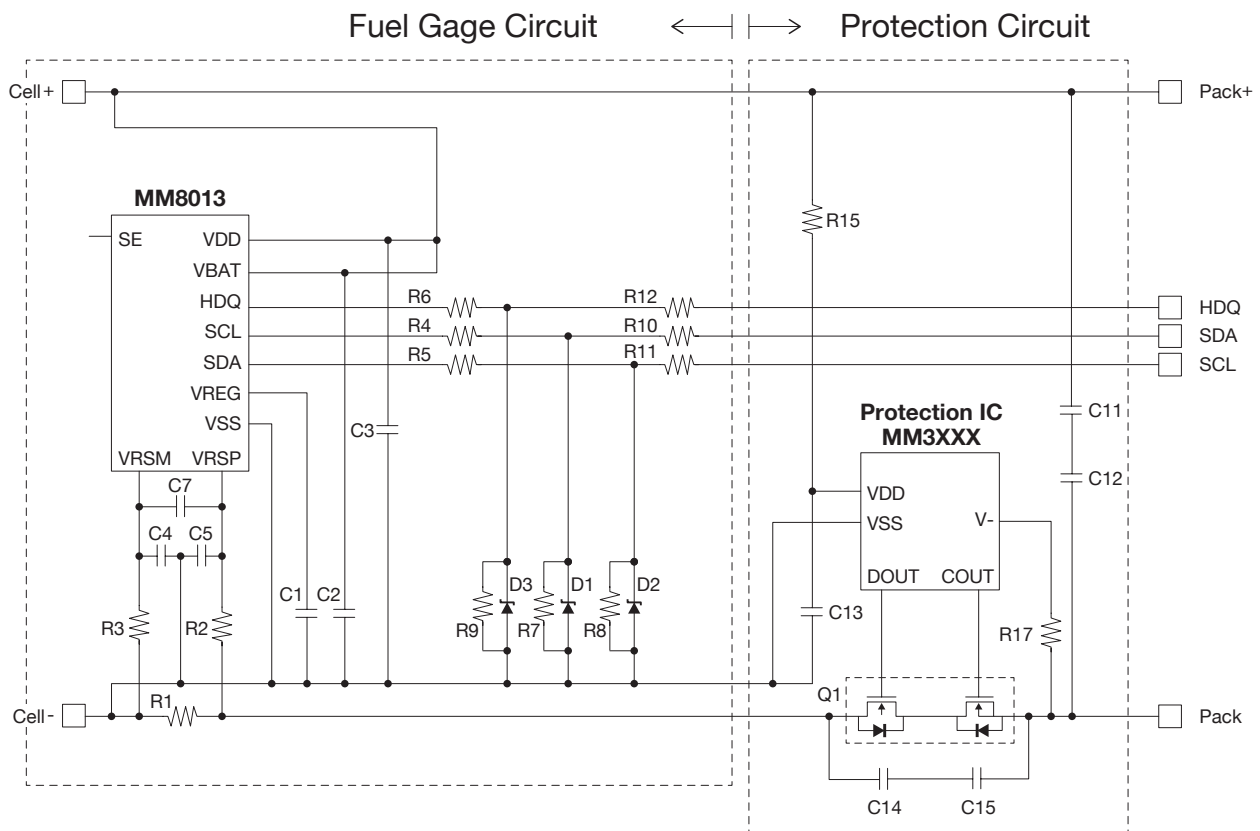 Fuel Gage Circuit
Protection Circuit
Cell+
Pack+
MM8013
SE
VDD
R15
VBAT
HDQ
R6
R12
HDQ
SCL
R4
R10
SDA
SDA
R5
R11
SCL
VREG
VSS
C3
Protection IC
MM3XXX
C11
VRSM
VRSP
C7
C12
VDD
VSS
V-
C4
C5
DOUT
COUT
C1
C2
D3
D1
D2
C13
R3
R2
R9
R7
R8
R17
R1
Q1
Cell-
Pack
C14
C15